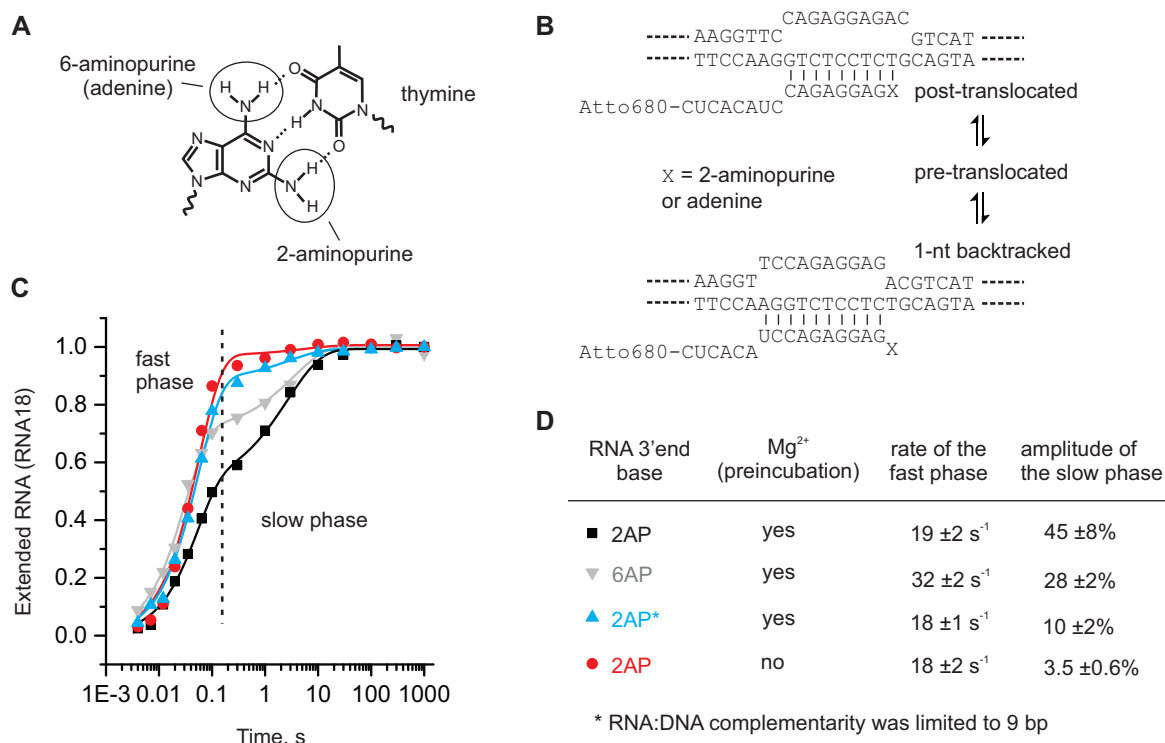 A
6-aminopurine
(adenine)
H
H
N
O
thymine
N
H
N
N
N
N
N
O
N
H
H
2-aminopurine
B
CAGAGGAGAC
AAGGTTC
GTCAT
TTCCAAGGTCTCCTCTGCAGTA
CAGAGGAGX
Atto680-CUCACAUC
post-translocated
X = 2-aminopurine
or adenine
pre-translocated
1-nt backtracked
TCCAGAGGAG
AAGGT
ACGTCAT
TTCCAAGGTCTCCTCTGCAGTA
UCCAGAGGAG
Atto680-CUCACA
X
C
Extended RNA (RNA18)
1.0
0.8
0.6
0.4
0.2
0.0
fast
phase
slow phase
1E-3 0.01 0.1 1 10 100 1000
Time, s
D
RNA 3'end
base
Mg²⁺
(preincubation)
rate of the
fast phase
amplitude of
the slow phase
2AP yes 19 ±2 s⁻¹ 45 ±8%
6AP yes 32 ±2 s⁻¹ 28 ±2%
2AP* yes 18 ±1 s⁻¹ 10 ±2%
2AP no 18 ±2 s⁻¹ 3.5 ±0.6%
* RNA:DNA complementarity was limited to 9 bp